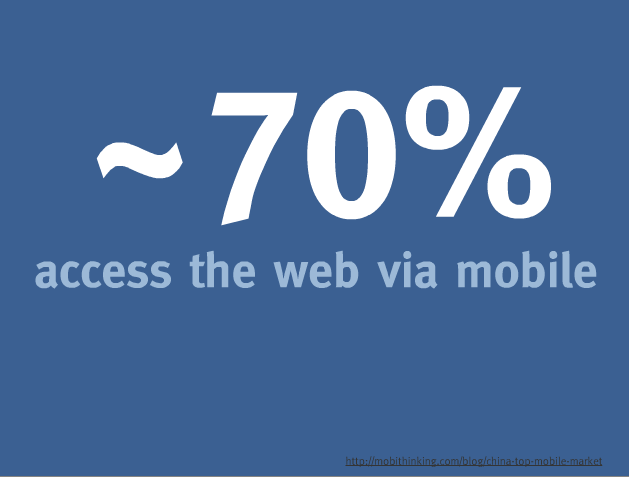 ~70%
access the web via mobile
http://mobithinking.com/blog/china-top-mobile-market